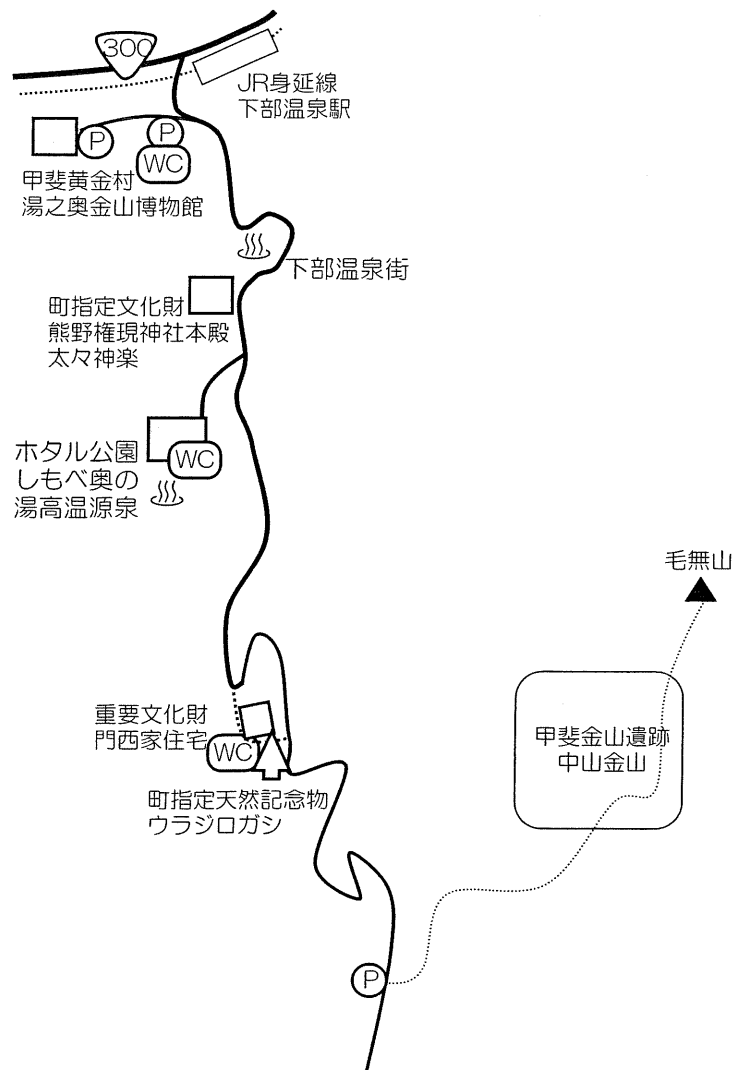 300
JR身延線
下部温泉駅
P
P
WC
甲斐黄金村
湯之奥金山博物館
下部温泉街
町指定文化財
熊野権現神社本殿
太々神楽
WC
ホタル公園
しもべ奥の
湯高温源泉
毛無山
重要文化財
門西家住宅
WC
甲斐金山遺跡
中山金山
町指定天然記念物
ウラジロガシ
P